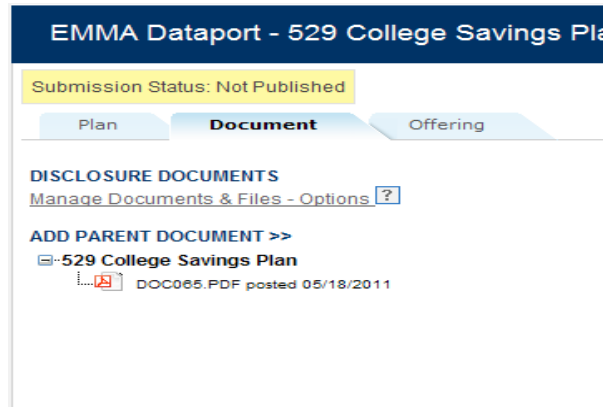 EMMA Dataport - 529 College Savings
Submission Status: Not Published
Plan Document Offering
DISCLOSURE DOCUMENTS
Manage Documents & Files - Options ?
ADD PARENT DOCUMENT >>
529 College Savings Plan
DOC065.PDF posted 05/18/2011